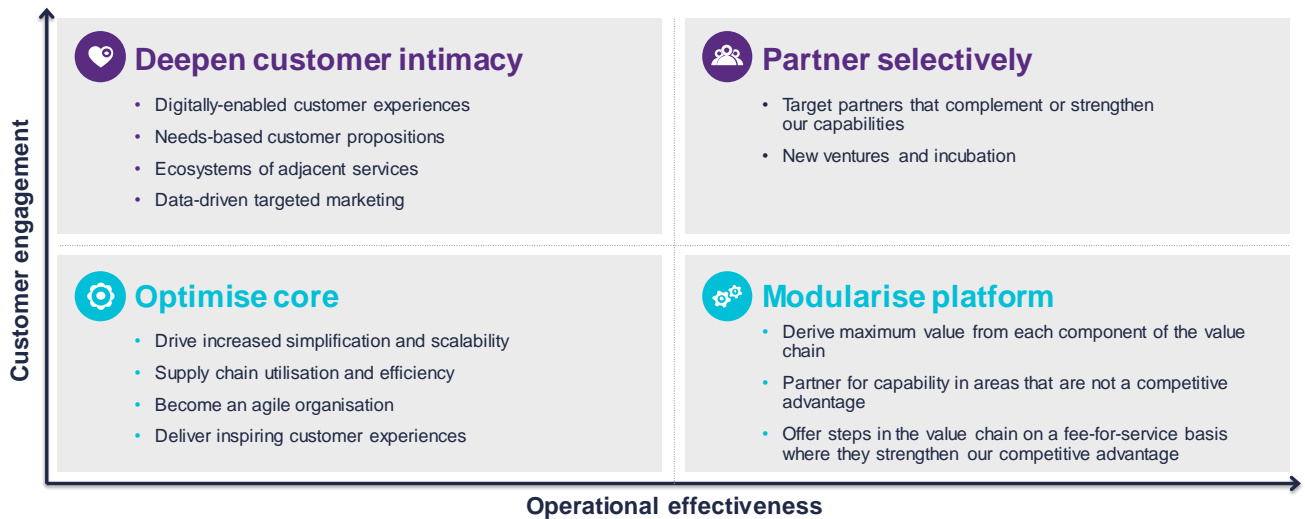 Customer engagement
Deepen customer intimacy
• Digitally-enabled customer experiences
• Needs-based customer propositions
• Ecosystems of adjacent services
• Data-driven targeted marketing
Partner selectively
• Target partners that complement or strengthen
our capabilities
• New ventures and incubation
Optimise core
• Drive increased simplification and scalability
• Supply chain utilisation and efficiency
• Become an agile organisation
• Deliver inspiring customer experiences
Modularise platform
• Derive maximum value from each component of the value
chain
• Partner for capability in areas that are not a competitive
advantage
• Offer steps in the value chain on a fee-for-service basis
where they strengthen our competitive advantage
Operational effectiveness